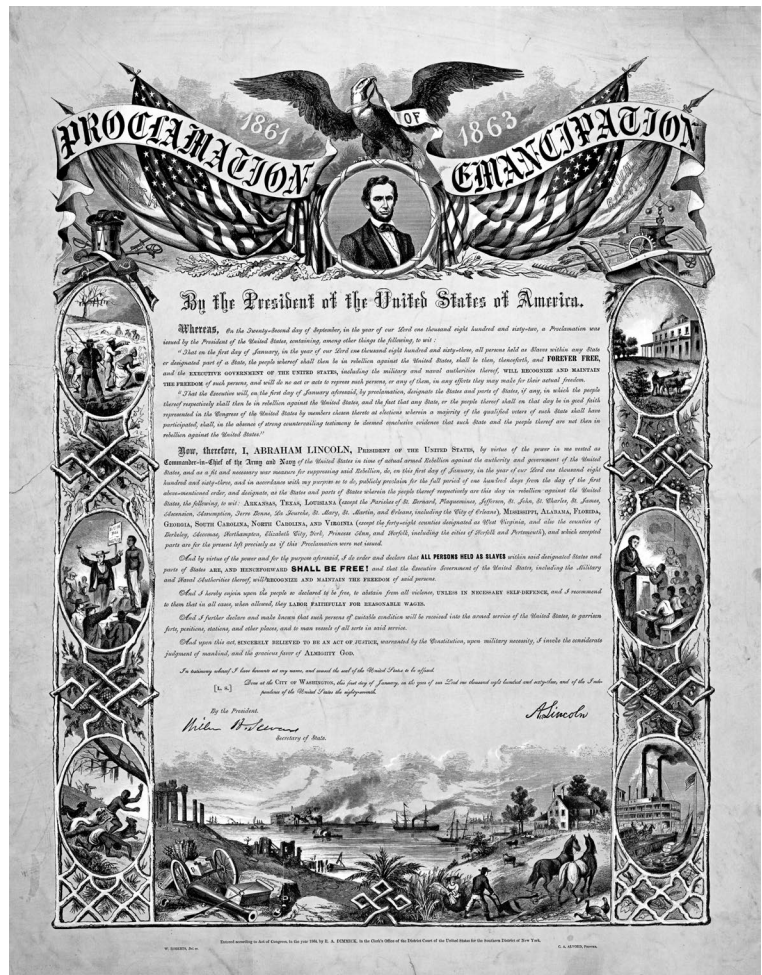 PROCLAMATION OF EMANCIPATION
1861
1863
By the President of the United States of America.
Whereas, On the Twenty-Second day of September, in the year of our Lord one thousand eight hundred and sixty-two, a Proclamation was
issued by the President of the United States, containing, among other things the following, to wit:
"That on the first day of January, in the year of our Lord one thousand eight hundred and sixty-three, all persons held as Slaves within any State
or designated part of a State, the people whereof shall then be in rebellion against the United States, shall be then, thenceforth, and FOREVER FREE,
and the EXECUTIVE GOVERNMENT OF THE UNITED STATES, including the military and naval authorities thereof, WILL RECOGNIZE AND MAINTAIN
THE FREEDOM of such persons, and will do no act or acts to repress such persons, or any of them, in any efforts they may make for their actual freedom.
"That the Executive will, on the first day of January aforesaid, by proclamation, designate the States and parts of States, if any, in which the people
thereof respectively shall then be in rebellion against the United States, and the fact that any State, or the people thereof shall on that day be in good faith
represented in the Congress of the United States by members chosen thereto at elections wherein a majority of the qualified voters of such State shall have
participated, shall, in the absence of strong countervailing testimony be deemed conclusive evidence that such State and the people thereof are not then in
rebellion against the United States."
Now, therefore, I, ABRAHAM LINCOLN, PRESIDENT OF THE UNITED STATES, by virtue of the power in me vested as
Commander-in-Chief of the Army and Navy of the United States in time of actual armed Rebellion against the authority and government of the United
States, and as a fit and necessary war measure for suppressing said Rebellion, do, on this first day of January, in the year of our Lord one thousand eight
hundred and sixty-three, and in accordance with my purpose so to do, publicly proclaim for the full period of one hundred days from the day of the first
above-mentioned order, and designate, as the States and parts of States wherein the people thereof respectively are this day in rebellion against the United
States, the following, to wit: ARKANSAS, TEXAS, LOUISIANA (except the Parishes of St. Bernard, Plaquemines, Jefferson, St. John, St. Charles, St. James,
Ascension, Assumption, Terre Bonne, La Fourche, St. Mary, St. Martin, and Orleans, including the City of Orleans), MISSISSIPPI, ALABAMA, FLORIDA,
GEORGIA, SOUTH CAROLINA, NORTH CAROLINA, AND VIRGINIA (except the forty-eight counties designated as West Virginia, and also the counties of
Berkeley, Accomac, Northampton, Elizabeth City, York, Princess Ann, and Norfolk, including the cities of Norfolk and Portsmouth), and which excepted
parts are for the present left precisely as if this Proclamation were not issued.
And by virtue of the power and for the purpose aforesaid, I do order and declare that ALL PERSONS HELD AS SLAVES within said designated States and
parts of States ARE, AND HENCEFORWARD SHALL BE FREE! and that the Executive Government of the United States, including the Military
and Naval Authorities thereof, will RECOGNIZE AND MAINTAIN THE FREEDOM of said persons.
And I hereby enjoin upon the people so declared to be free, to abstain from all violence, UNLESS IN NECESSARY SELF-DEFENCE, and I recommend
to them that in all cases, when allowed, they LABOR FAITHFULLY FOR REASONABLE WAGES.
And I further declare and make known that such persons of suitable condition will be received into the armed service of the United States, to garrison
forts, positions, stations, and other places, and to man vessels of all sorts in said service.
And upon this act, SINCERELY BELIEVED TO BE AN ACT OF JUSTICE, warranted by the Constitution, upon military necessity, I invoke the considerate
judgment of mankind, and the gracious favor of ALMIGHTY GOD.
In testimony whereof I have hereunto set my name, and caused the seal of the United States to be affixed.
Done at the CITY OF WASHINGTON, this first day of January, in the year of our Lord one thousand eight hundred and sixty-three, and of the Inde-
[L. S.] pendence of the United States the eighty-seventh.
By the President.
A. Lincoln
William H. Seward
Secretary of State.
Entered according to Act of Congress, in the year 1864, by R. A. DIMMICK, in the Clerk's Office of the District Court of the United States for the Southern District of New York.
W. ROBERTS, del